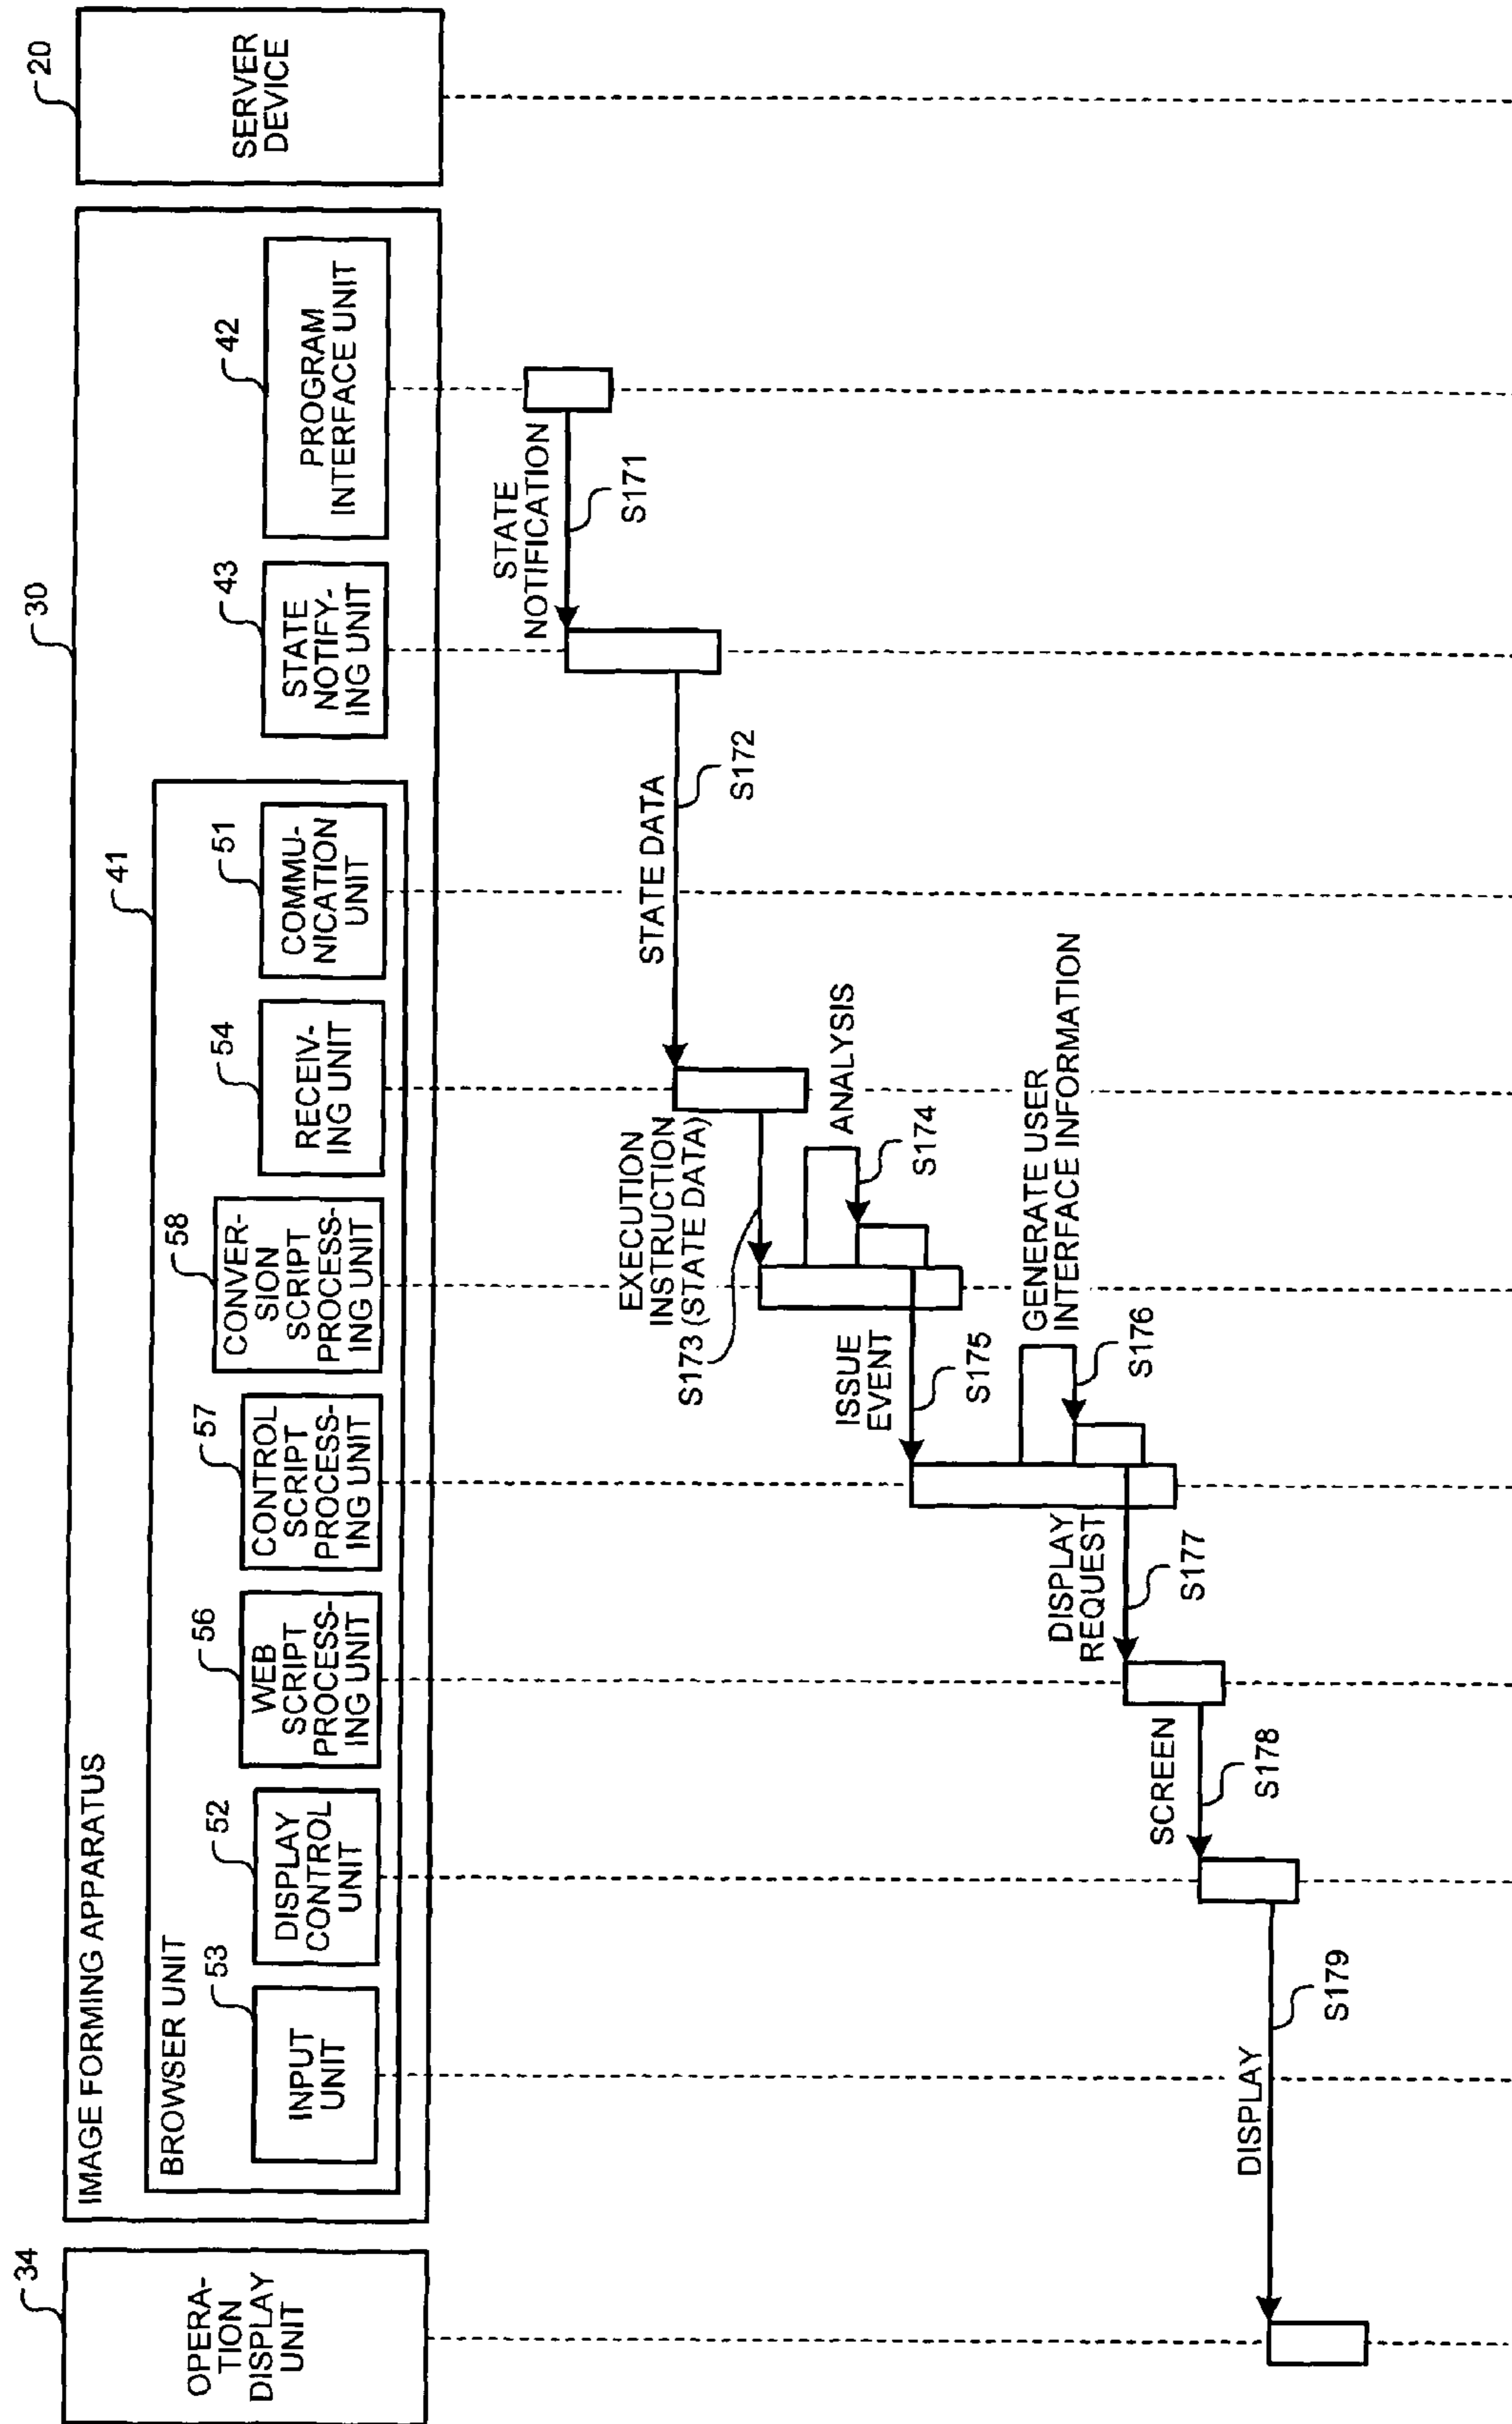 34
OPERA-
TION
DISPLAY
UNIT
30
IMAGE FORMING APPARATUS
41
BROWSER UNIT
53
INPUT
UNIT
52
DISPLAY
CONTROL
UNIT
56
WEB
SCRIPT
PROCESS-
ING UNIT
57
CONTROL
SCRIPT
PROCESS-
ING UNIT
58
CONVER-
SION
SCRIPT
PROCESS-
ING UNIT
54
RECEIV-
ING UNIT
51
COMMU-
NICATION
UNIT
43
STATE
NOTIFY-
ING UNIT
42
PROGRAM
INTERFACE UNIT
20
SERVER
DEVICE
STATE
NOTIFICATION
S171
STATE DATA
S172
EXECUTION
INSTRUCTION
S173 (STATE DATA)
ANALYSIS
S174
ISSUE
EVENT
S175
GENERATE USER
INTERFACE INFORMATION
S176
DISPLAY
REQUEST
S177
SCREEN
S178
DISPLAY
S179